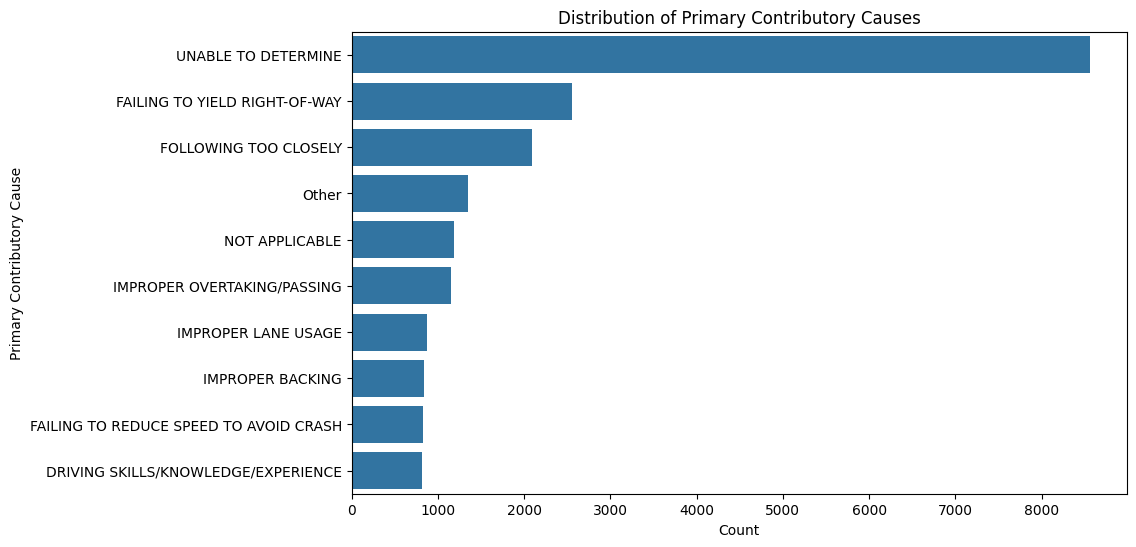 Distribution of Primary Contributory Causes
Primary Contributory Cause
UNABLE TO DETERMINE
FAILING TO YIELD RIGHT-OF-WAY
FOLLOWING TOO CLOSELY
Other
NOT APPLICABLE
IMPROPER OVERTAKING/PASSING
IMPROPER LANE USAGE
IMPROPER BACKING
FAILING TO REDUCE SPEED TO AVOID CRASH
DRIVING SKILLS/KNOWLEDGE/EXPERIENCE
0 1000 2000 3000 4000 5000 6000 7000 8000
Count